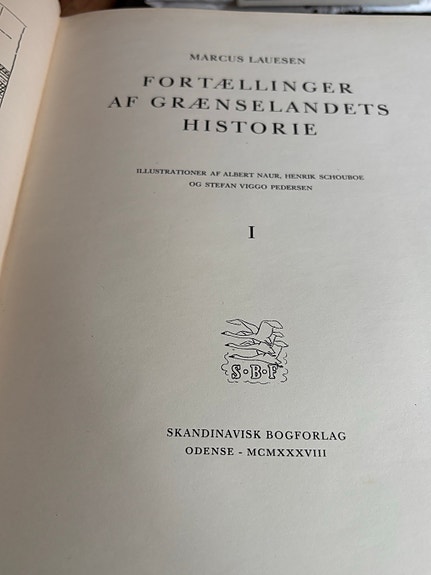 MARCUS LAUESEN
FORTÆLLINGER
AF GRÆNSELANDETS
HISTORIE
ILLUSTRATIONER AF ALBERT NAUR, HENRIK SCHOUBOE
OG STEFAN VIGGO PEDERSEN
I
S·B·F
SKANDINAVISK BOGFORLAG
ODENSE - MCMXXXVIII